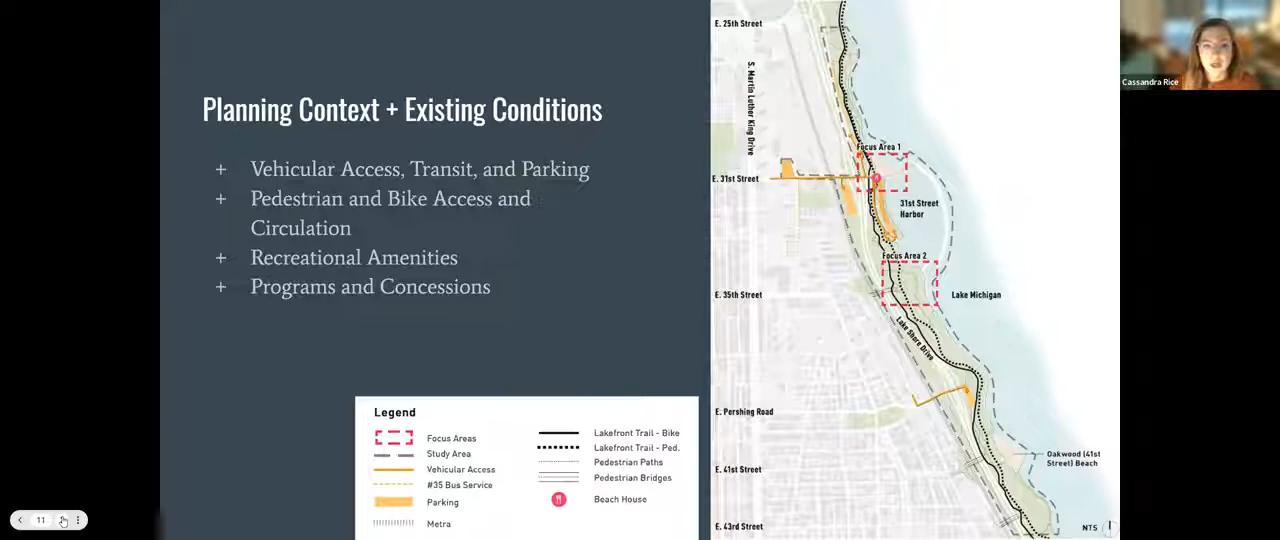 Planning Context + Existing Conditions
+ Vehicular Access, Transit, and Parking
+ Pedestrian and Bike Access and
Circulation
+ Recreational Amenities
+ Programs and Concessions
Legend
Focus Areas
Study Area
Vehicular Access
#35 Bus Service
Parking
Metra
Lakefront Trail - Bike
Lakefront Trail - Ped.
Pedestrian Paths
Pedestrian Bridges
Beach House
E. 25th Street
S. Martin Luther King Drive
Focus Area 1
E. 31st Street
31st Street
Harbor
Focus Area 2
E. 35th Street
Lake Michigan
Lake Shore Drive
E. Pershing Road
Oakwood (41st
Street) Beach
E. 41st Street
E. 43rd Street
NTS
Cassandra Rice
11